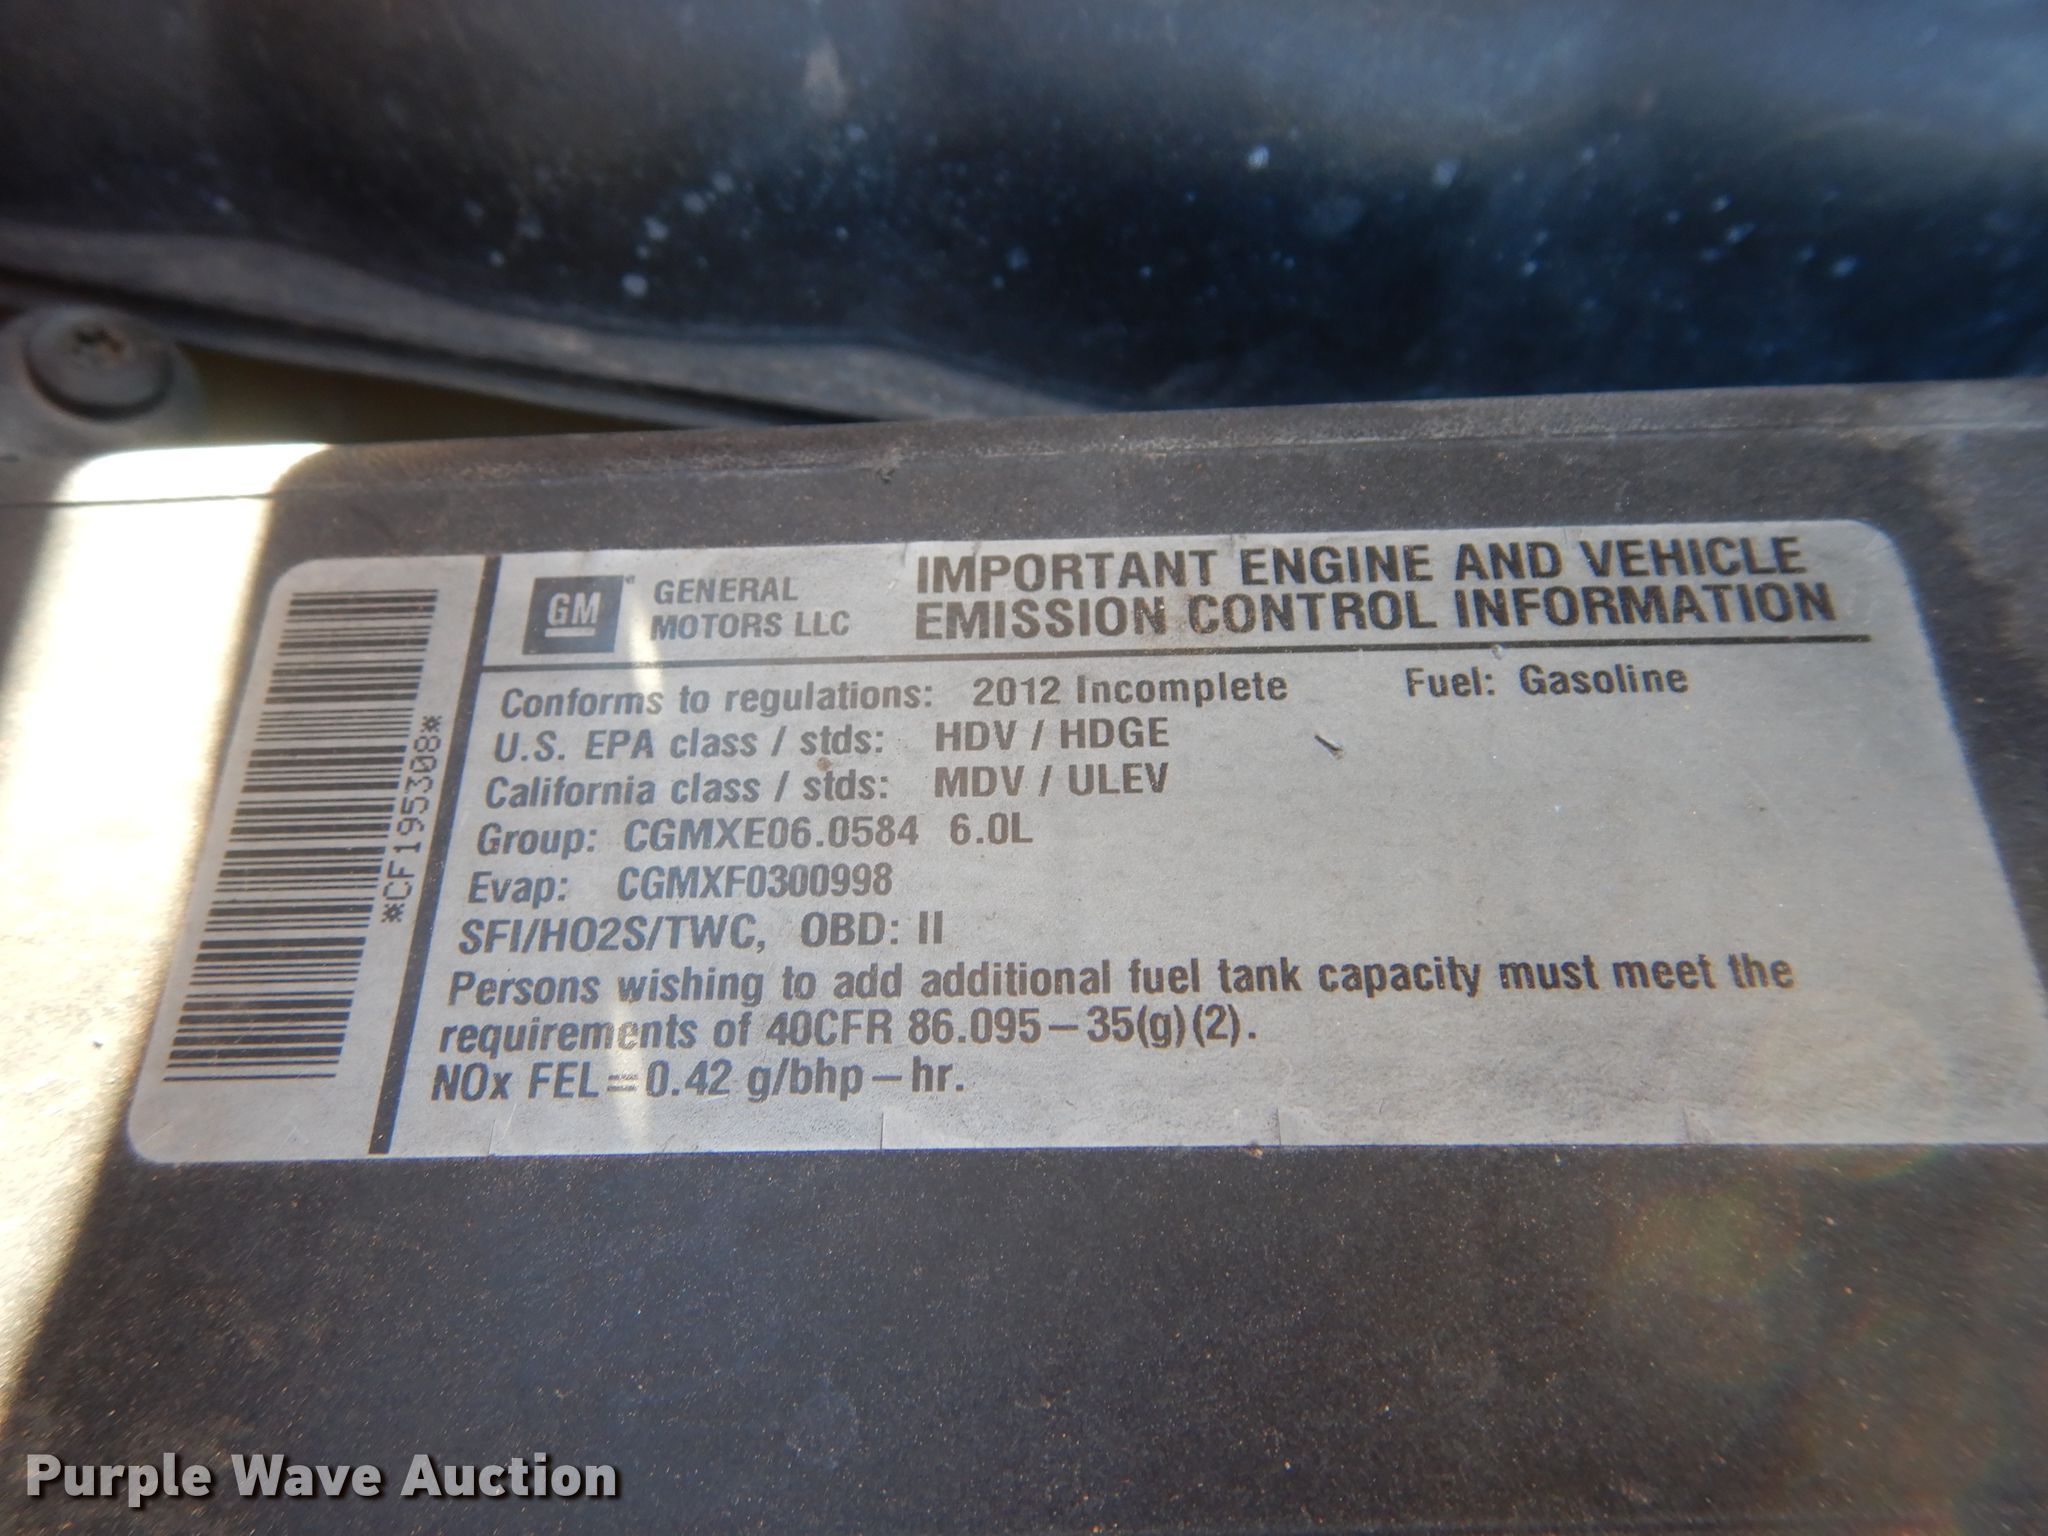 GM
GENERAL
MOTORS LLC
IMPORTANT ENGINE AND VEHICLE
EMISSION CONTROL INFORMATION
Conforms to regulations: 2012 Incomplete Fuel: Gasoline
U.S. EPA class / stds: HDV / HDGE
California class / stds: MDV / ULEV
Group: CGMXE06.0584 6.0L
Evap: CGMXF0300998
SFI/HO2S/TWC, OBD: II
Persons wishing to add additional fuel tank capacity must meet the
requirements of 40CFR 86.095-35(g)(2).
NOx FEL=0.42 g/bhp-hr.
*CF195308*
Purple Wave Auction